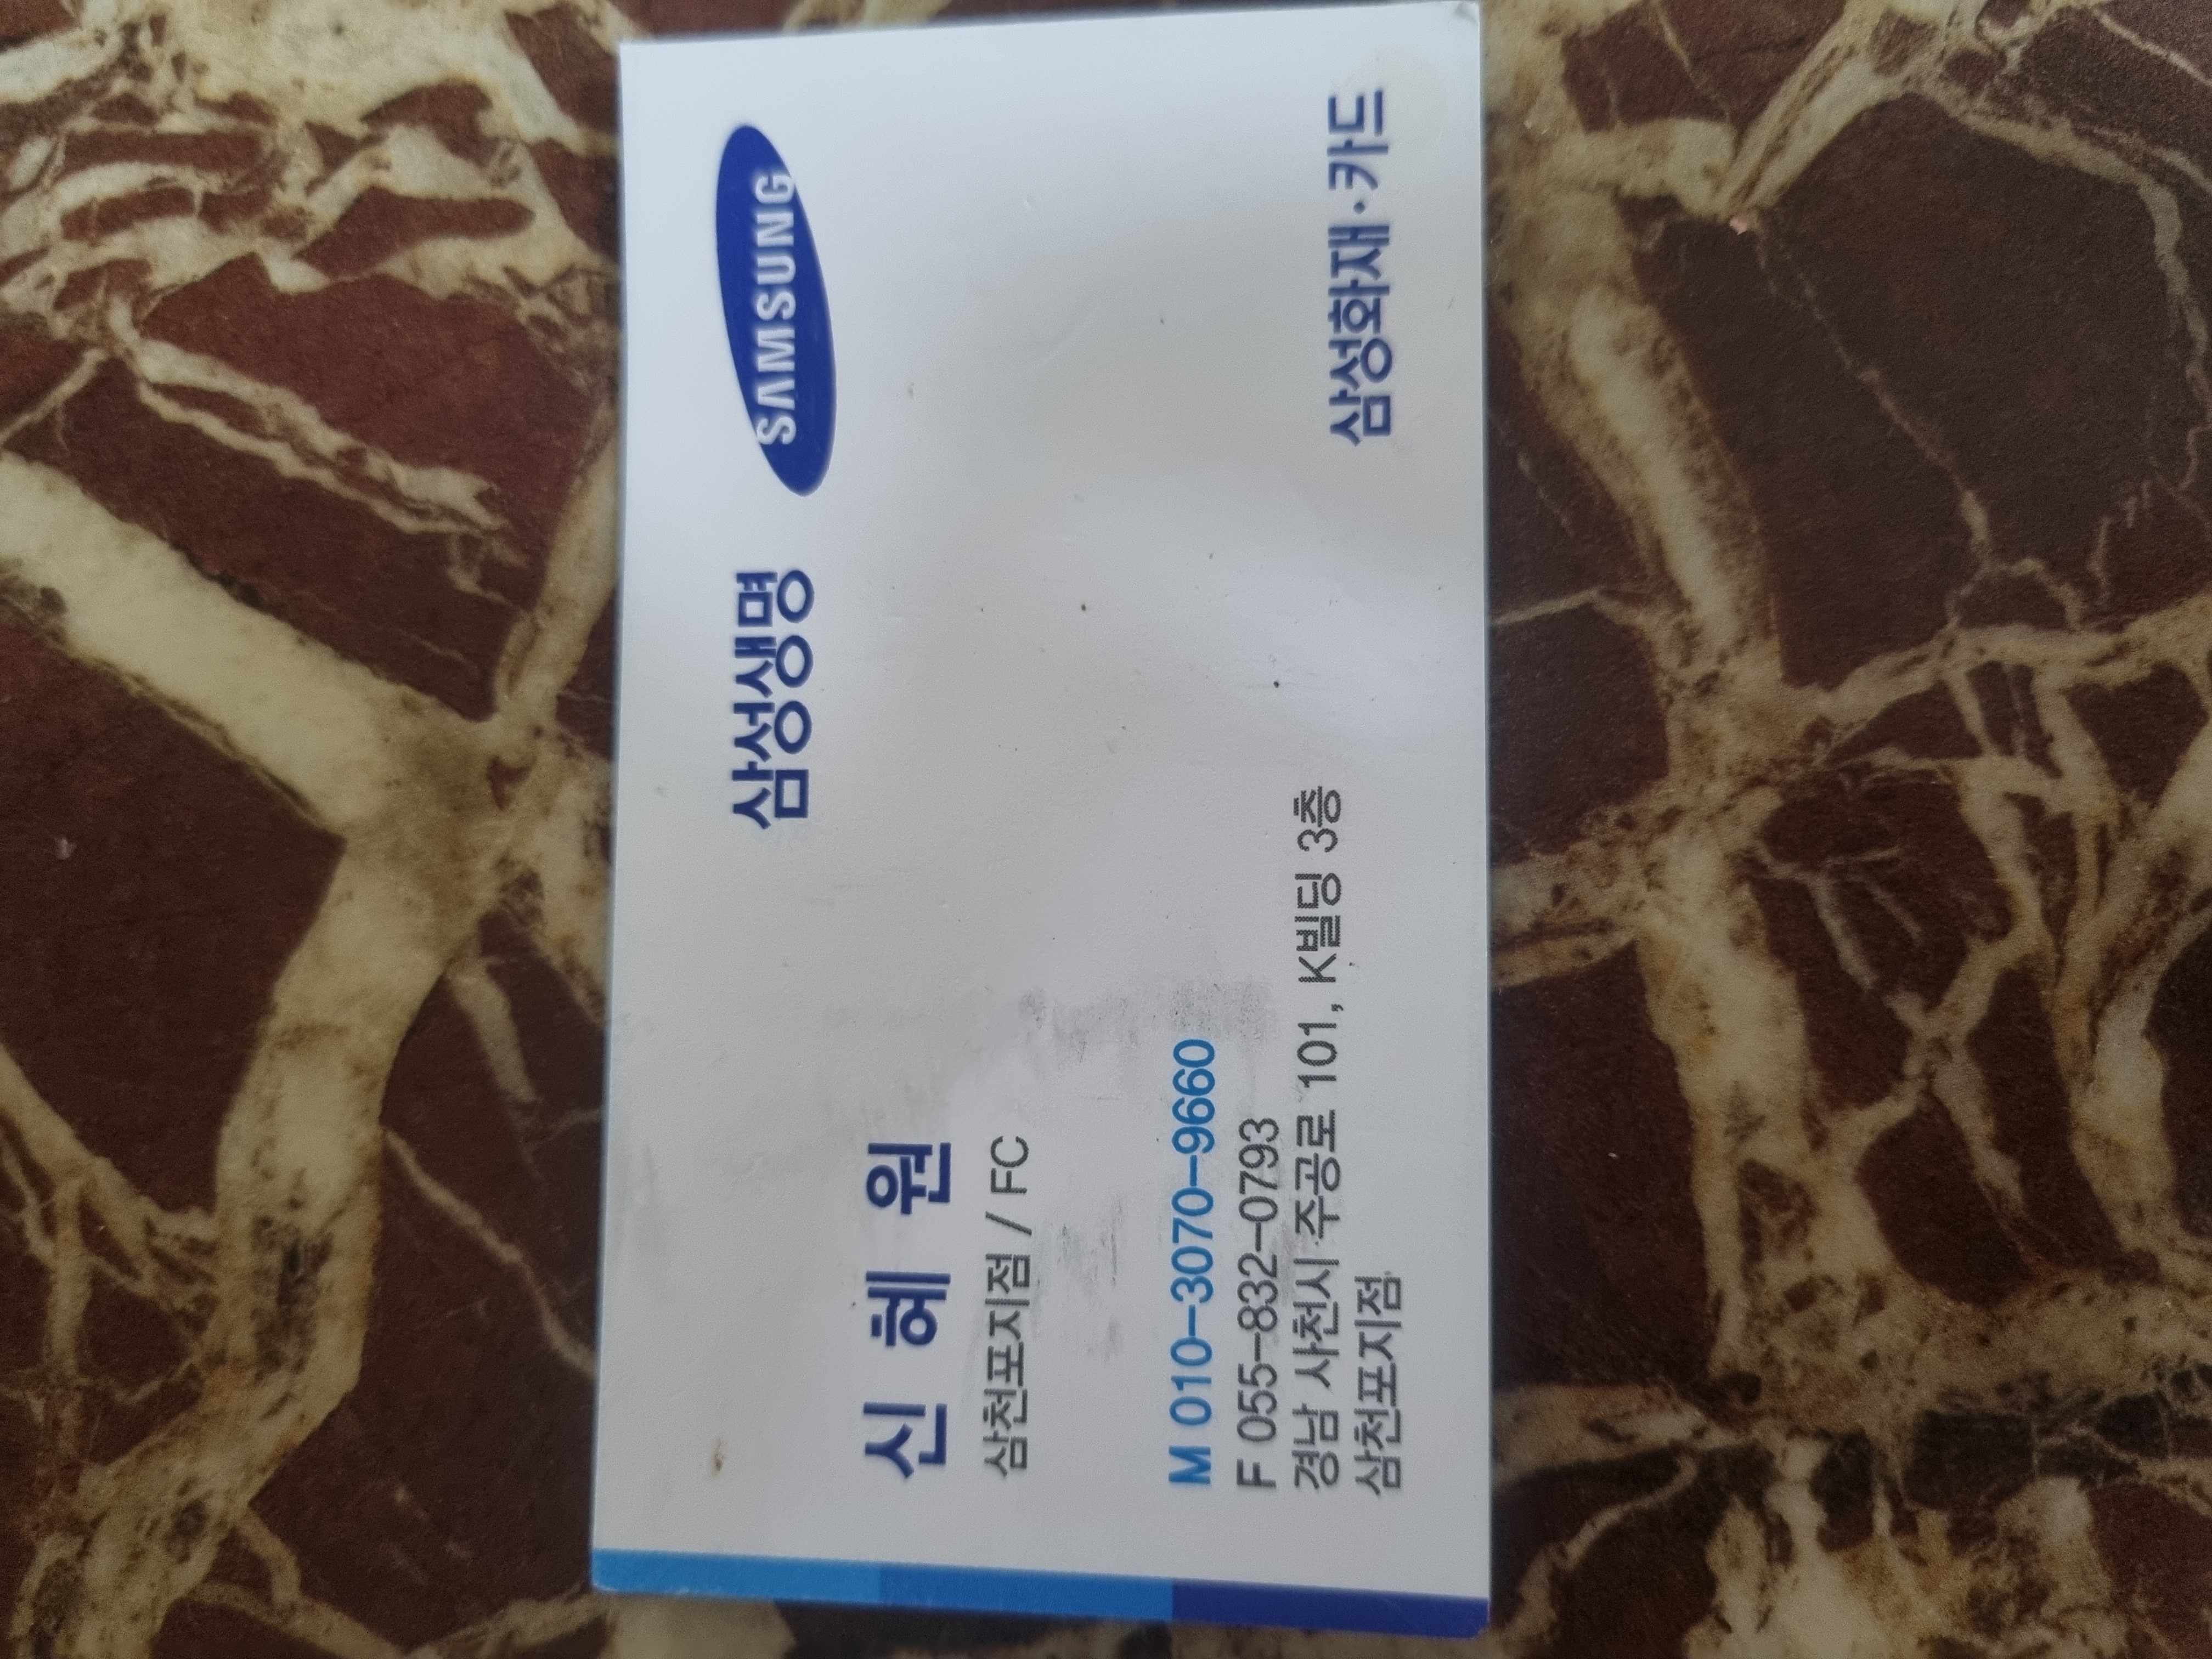 삼성생명 SAMSUNG
신혜원
삼천포지점 / FC
M 010-3070-9660
F 055-832-0793
경남 사천시 주공로 101, K빌딩 3층
삼천포지점
삼성화재·카드